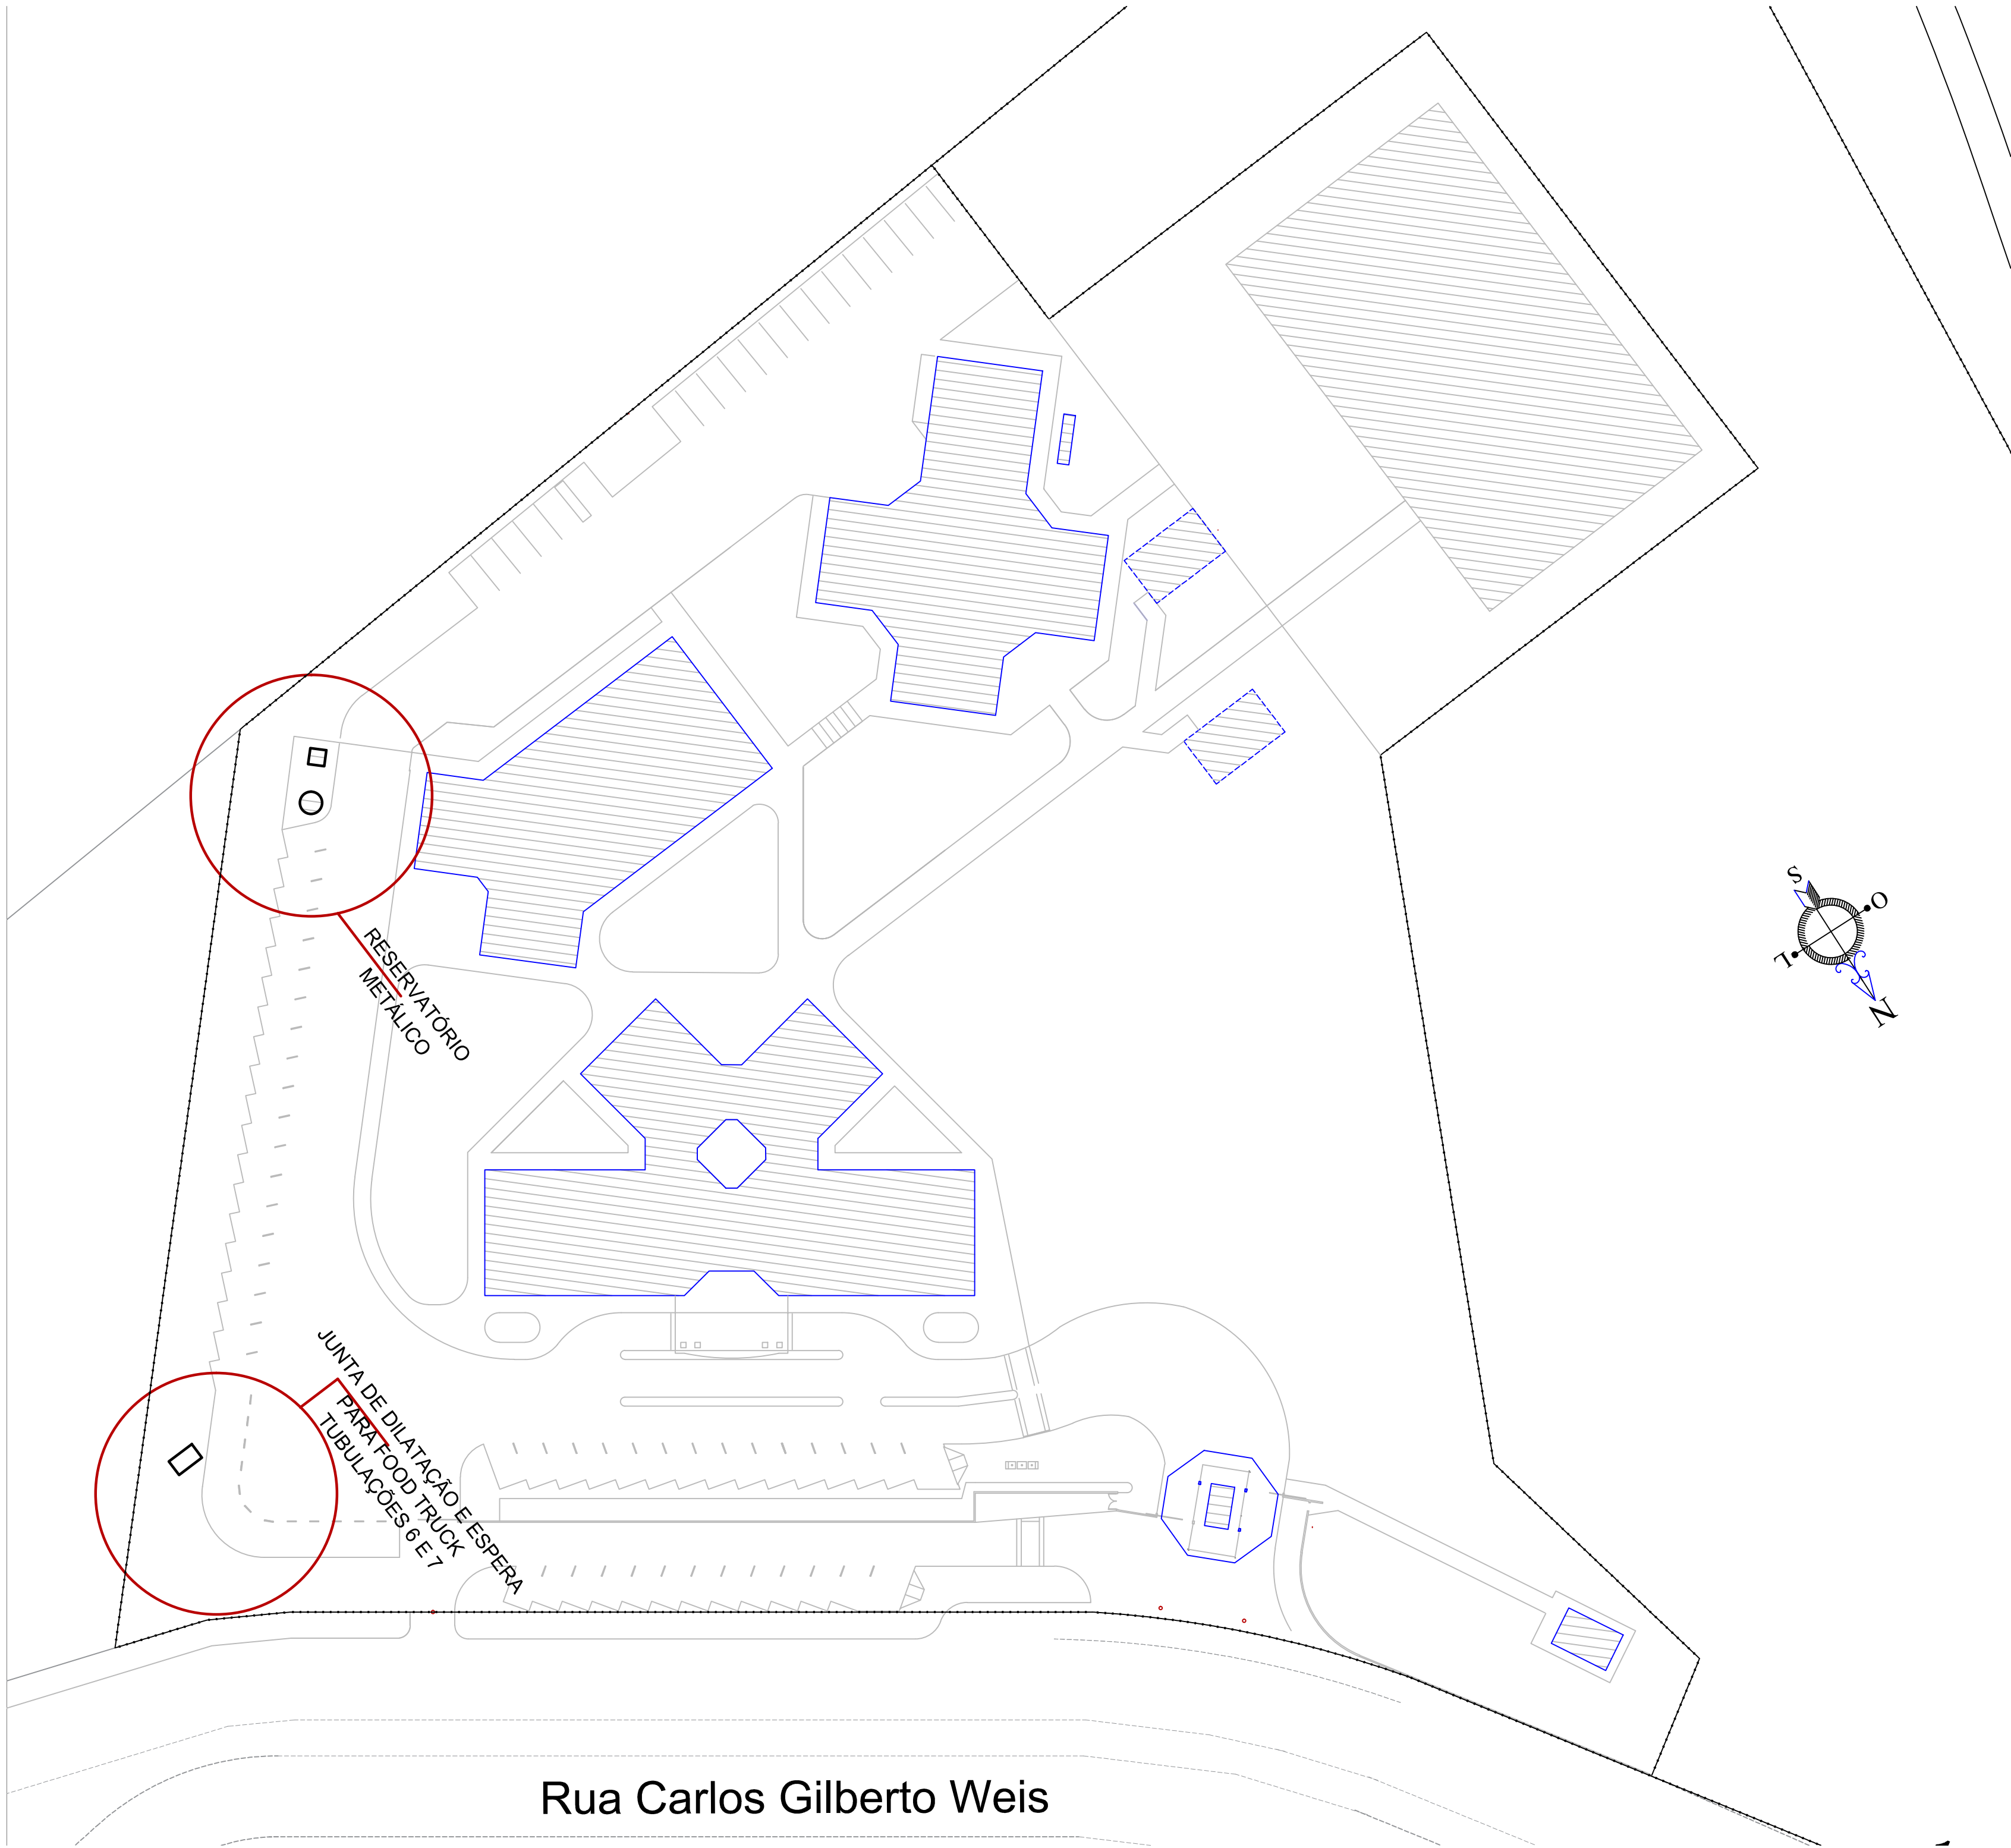 S
O
L
N
RESERVATÓRIO
METÁLICO
JUNTA DE DILATAÇÃO E ESPERA
PARA FOOD TRUCK
TUBULAÇÕES 6 E 7
Rua Carlos Gilberto Weis